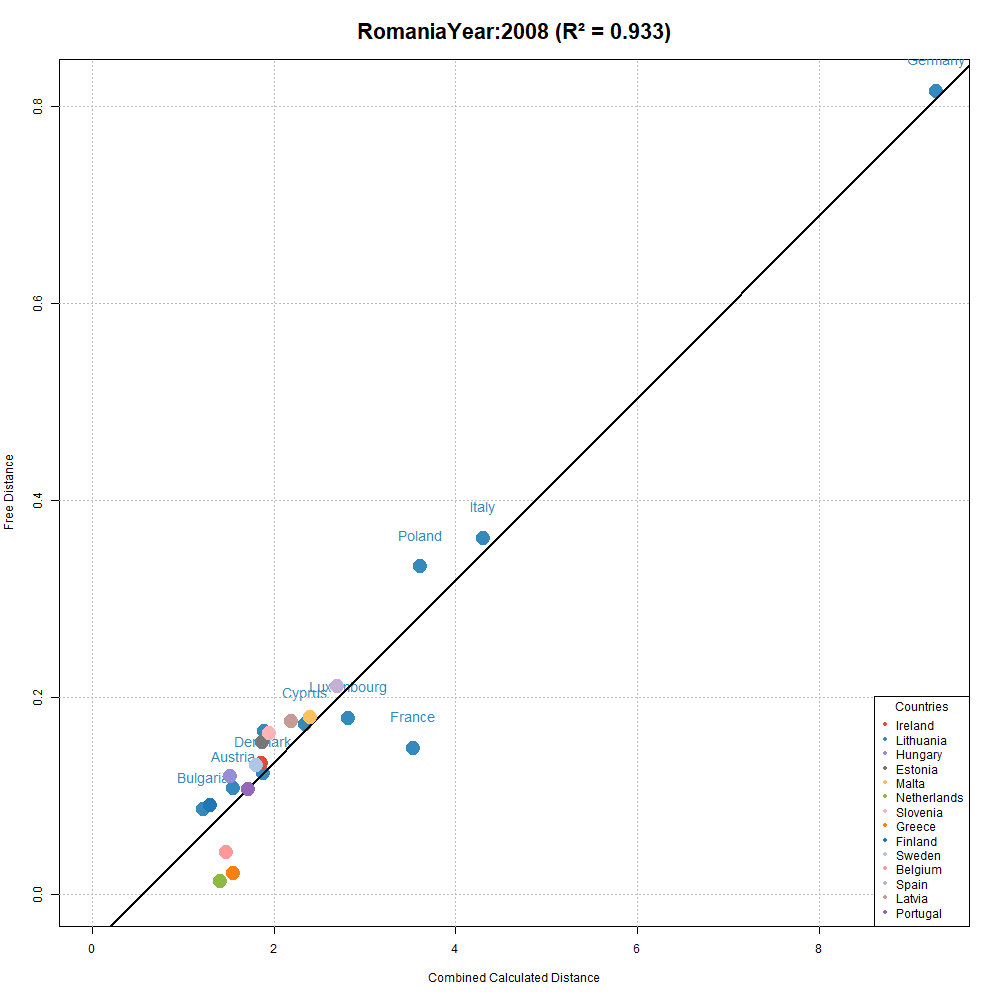 RomaniaYear:2008 (R² = 0.933)
Germany
Italy
Poland
Luxembourg
Cyprus
France
Denmark
Austria
Bulgaria
Free Distance
0.0
0.2
0.4
0.6
0.8
0
2
4
6
8
Combined Calculated Distance
Countries
Ireland
Lithuania
Hungary
Estonia
Malta
Netherlands
Slovenia
Greece
Finland
Sweden
Belgium
Spain
Latvia
Portugal